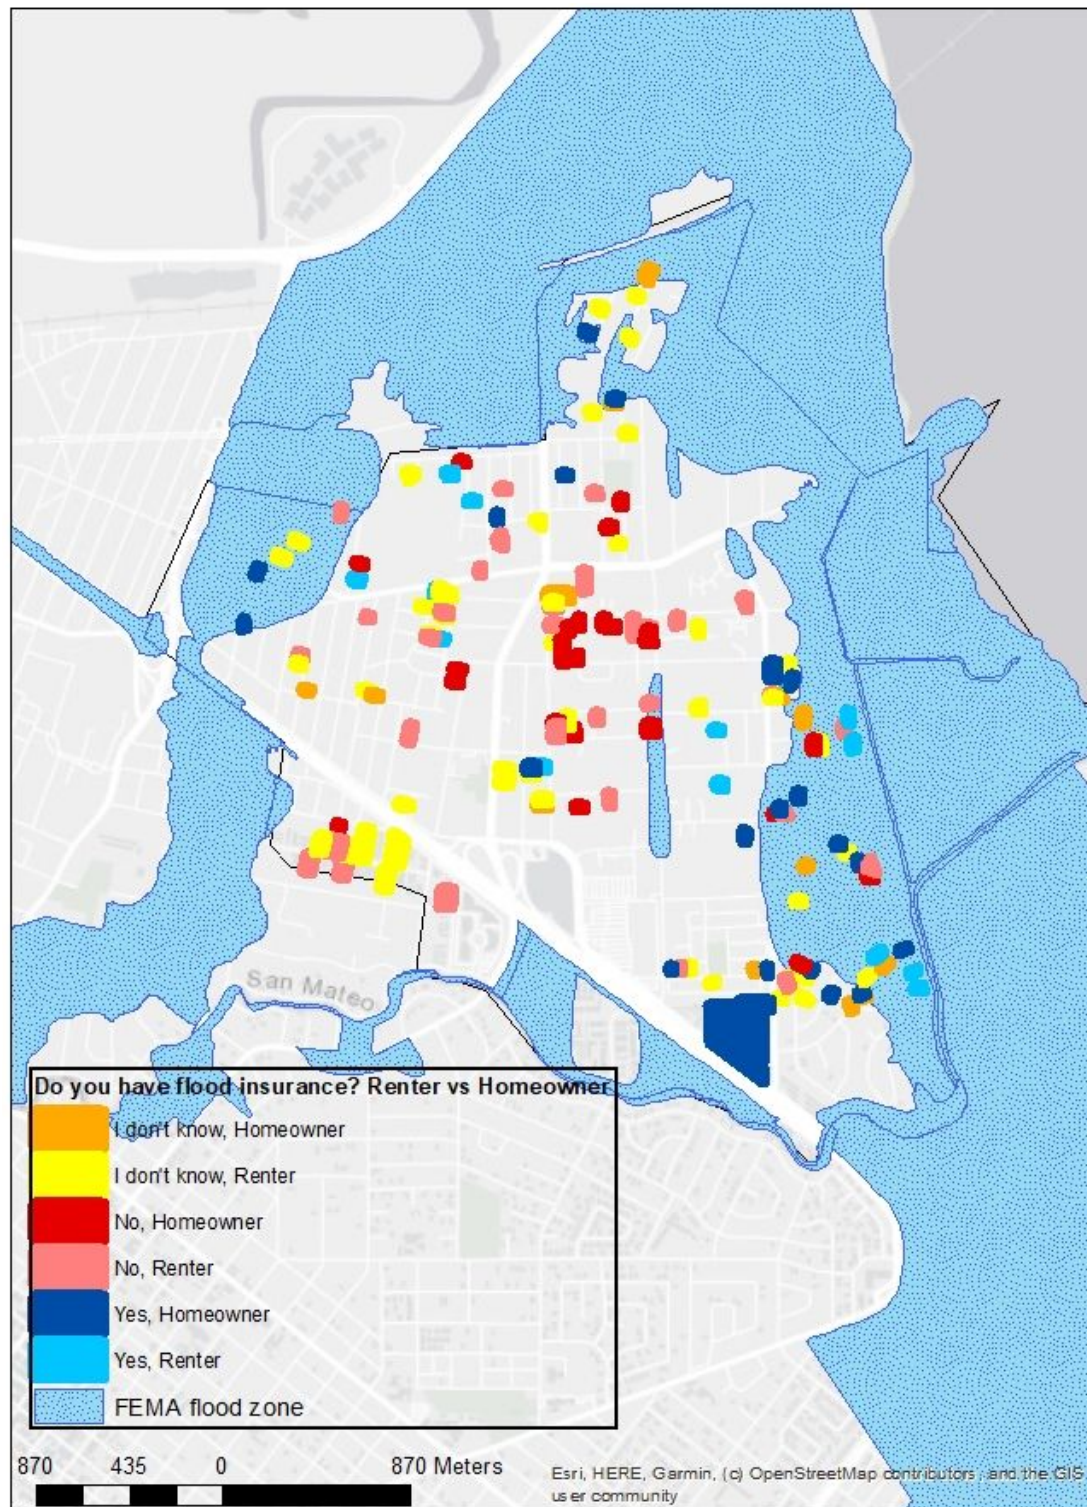 San Mateo
Do you have flood insurance? Renter vs Homeowner
I don't know, Homeowner
I don't know, Renter
No, Homeowner
No, Renter
Yes, Homeowner
Yes, Renter
FEMA flood zone
870 435 0 870 Meters
Esri, HERE, Garmin, (c) OpenStreetMap contributors, and the GIS
user community